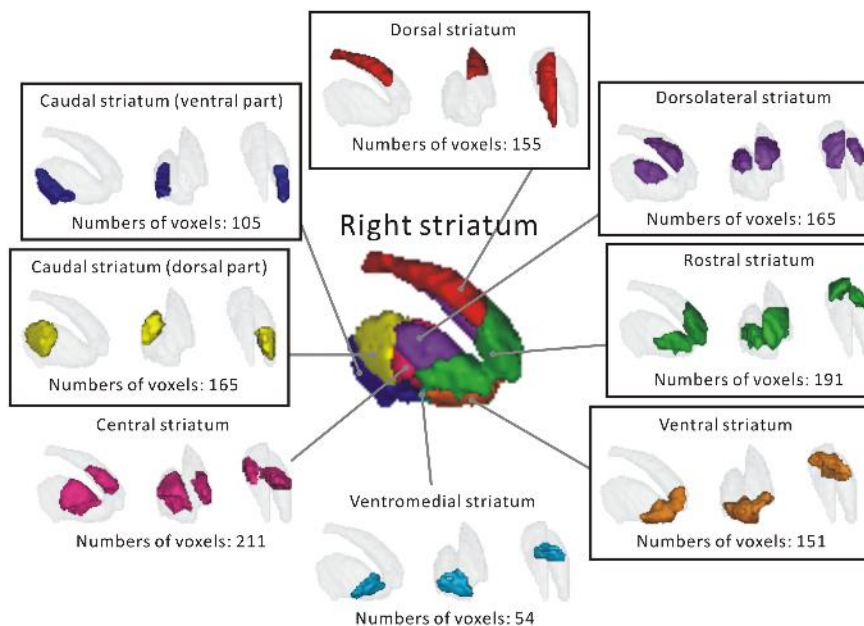 Dorsal striatum
Numbers of voxels: 155
Caudal striatum (ventral part)
Numbers of voxels: 105
Dorsolateral striatum
Numbers of voxels: 165
Right striatum
Caudal striatum (dorsal part)
Numbers of voxels: 165
Rostral striatum
Numbers of voxels: 191
Central striatum
Numbers of voxels: 211
Ventral striatum
Numbers of voxels: 151
Ventromedial striatum
Numbers of voxels: 54